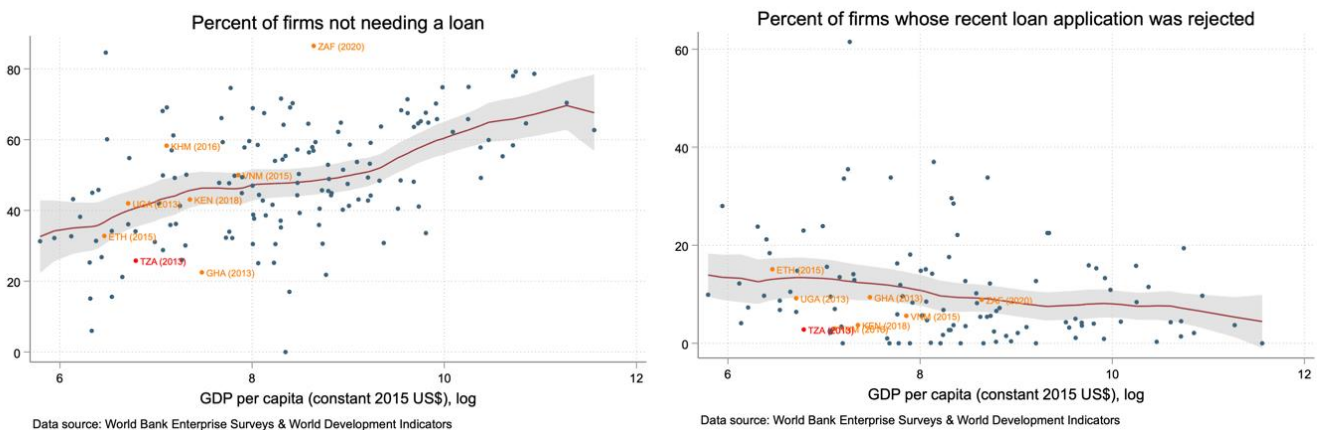 Percent of firms not needing a loan
80
60
40
20
0
ZAF (2020)
KHM (2016)
VNM (2015)
UGA (2013)
KEN (2018)
ETH (2015)
TZA (2013)
GHA (2013)
6
8
10
12
GDP per capita (constant 2015 US$), log
Data source: World Bank Enterprise Surveys & World Development Indicators
Percent of firms whose recent loan application was rejected
60
40
20
0
ETH (2015)
UGA (2013)
GHA (2013)
ZAF (2020)
VNM (2015)
KEN (2018)
TZA (2013)
6
8
10
12
GDP per capita (constant 2015 US$), log
Data source: World Bank Enterprise Surveys & World Development Indicators